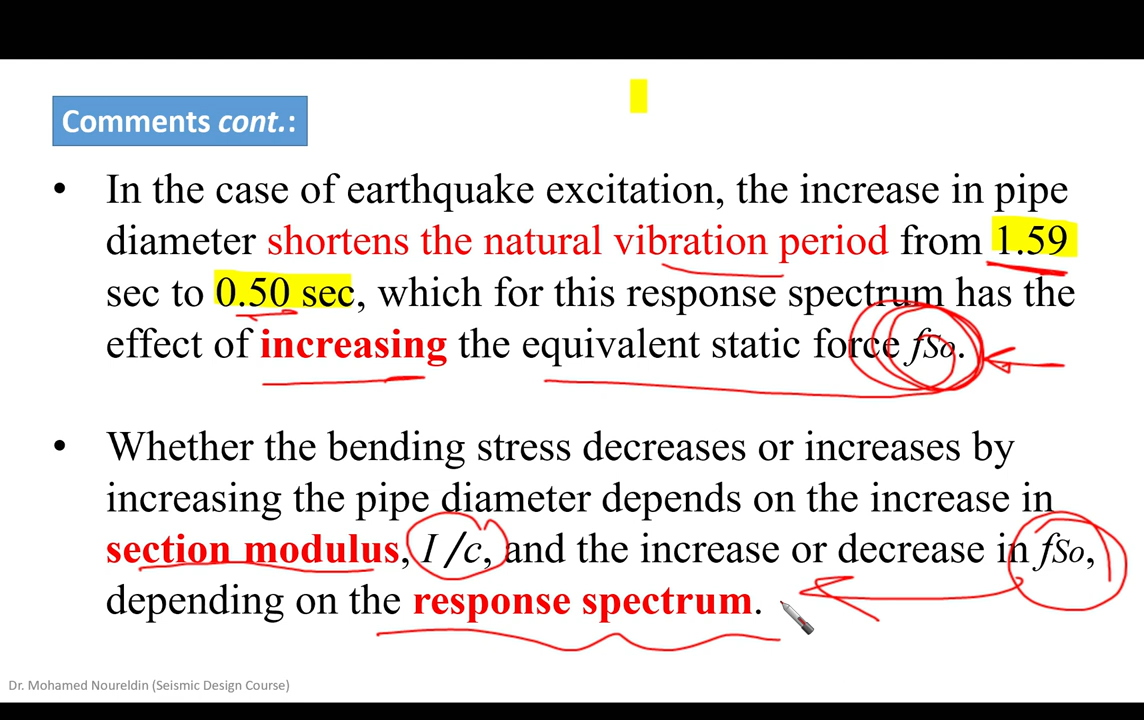 Comments cont.:
• In the case of earthquake excitation, the increase in pipe
diameter shortens the natural vibration period from 1.59
sec to 0.50 sec, which for this response spectrum has the
effect of increasing the equivalent static force fSo.
• Whether the bending stress decreases or increases by
increasing the pipe diameter depends on the increase in
section modulus, I /c, and the increase or decrease in fSo,
depending on the response spectrum.
Dr. Mohamed Noureldin (Seismic Design Course)